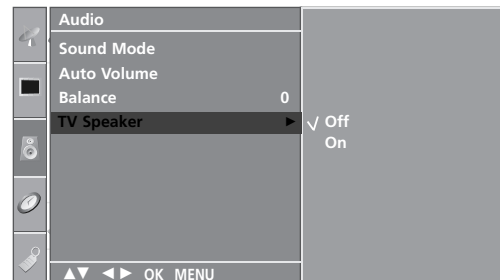 Audio
Sound Mode
Auto Volume
Balance 0
TV Speaker ► √ Off
On
▲▼ ◄► OK MENU